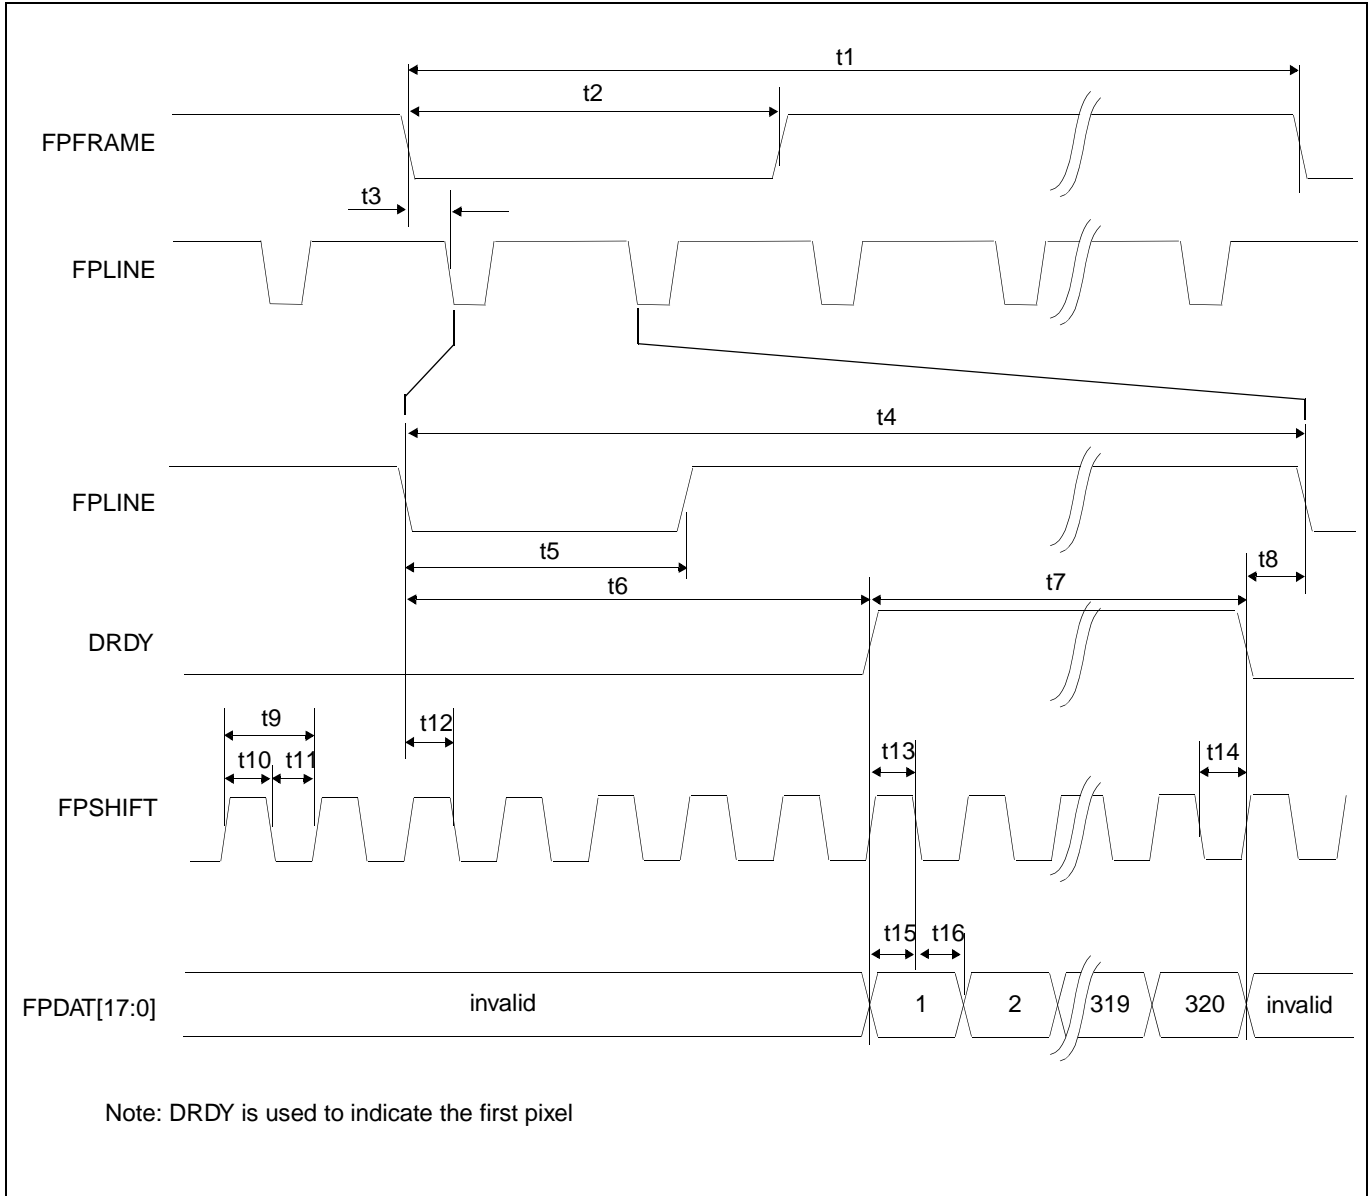 t1
t2
FPFRAME
t3
FPLINE
t4
FPLINE
t5
t8
t6
t7
DRDY
t9
t12
t10
t11
t13
t14
FPSHIFT
t15
t16
FPDAT[17:0]
invalid
1
2
319
320
invalid
Note: DRDY is used to indicate the first pixel